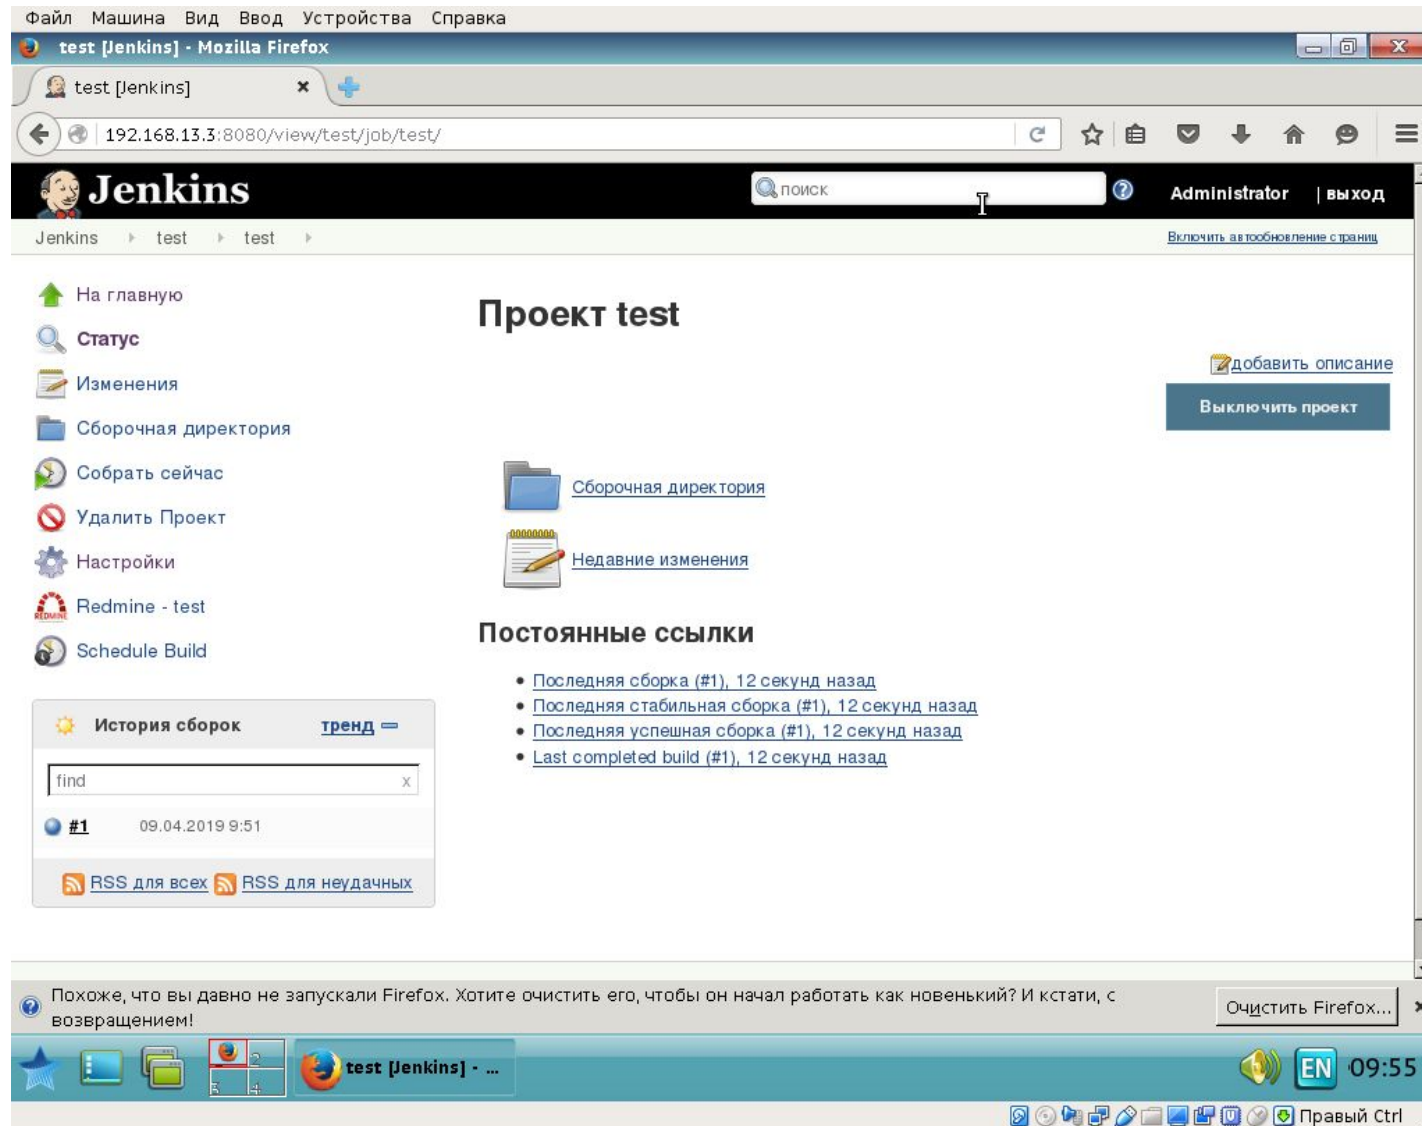 Файл Машина Вид Ввод Устройства Справка
test [Jenkins] - Mozilla Firefox
test [Jenkins]
192.168.13.3:8080/view/test/job/test/
Jenkins
поиск
Administrator | выход
Jenkins test test
Включить автообновление страниц
На главную
Статус
Изменения
Сборочная директория
Собрать сейчас
Удалить Проект
Настройки
Redmine - test
Schedule Build
История сборок тренд
find x
#1 09.04.2019 9:51
RSS для всех RSS для неудачных
Проект test
добавить описание
Выключить проект
Сборочная директория
Недавние изменения
Постоянные ссылки
Последняя сборка (#1), 12 секунд назад
Последняя стабильная сборка (#1), 12 секунд назад
Последняя успешная сборка (#1), 12 секунд назад
Last completed build (#1), 12 секунд назад
Похоже, что вы давно не запускали Firefox. Хотите очистить его, чтобы он начал работать как новенький? И кстати, с
возвращением!
Очистить Firefox...
2
3 4
test [Jenkins] - ...
EN 09:55
Правый Ctrl